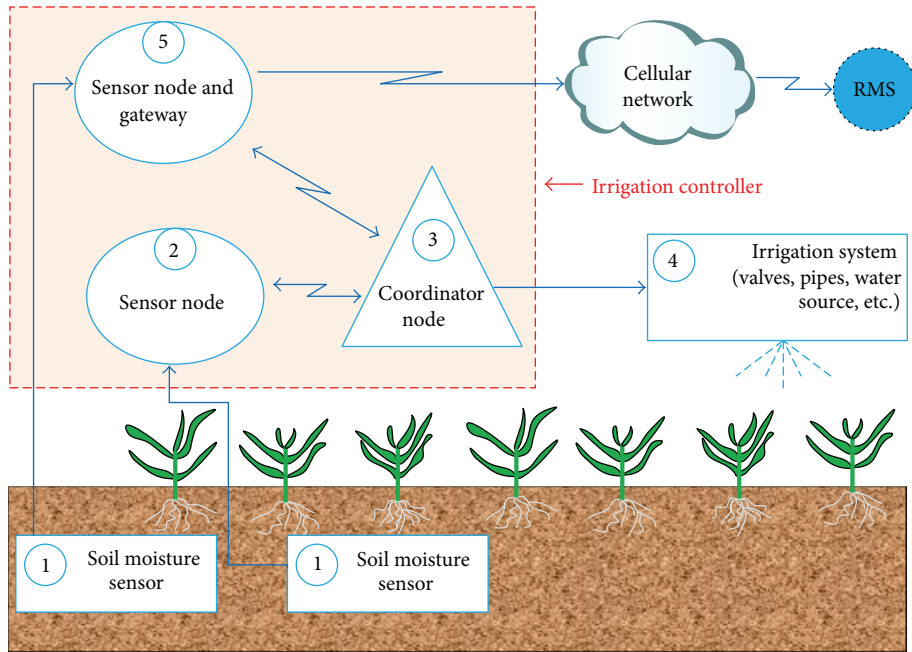 5
Sensor node and
gateway
Cellular
network
RMS
Irrigation controller
2
Sensor node
3
Coordinator
node
4
Irrigation system
(valves, pipes, water
source, etc.)
1
Soil moisture
sensor
1
Soil moisture
sensor